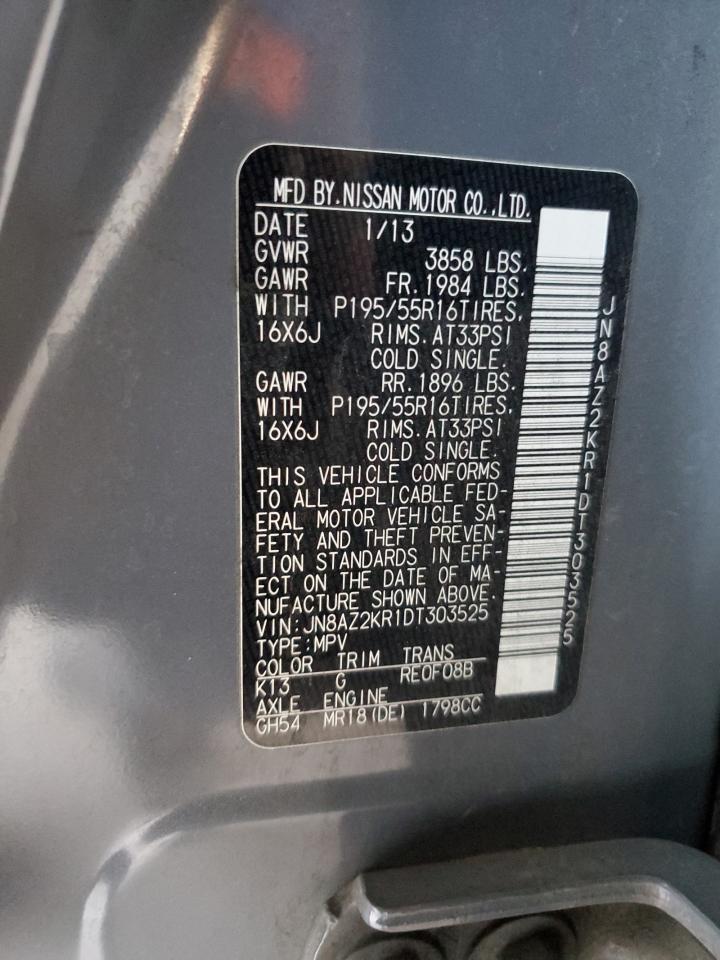 MFD BY.NISSAN MOTOR CO.,LTD.
DATE 1/13
GVWR 3858 LBS.
GAWR FR.1984 LBS.
WITH P195/55R16TIRES,
16X6J RIMS.AT33PSI
COLD SINGLE.
GAWR RR.1896 LBS.
WITH P195/55R16TIRES,
16X6J RIMS.AT33PSI
COLD SINGLE.
THIS VEHICLE CONFORMS
TO ALL APPLICABLE FED-
ERAL MOTOR VEHICLE SA-
FETY AND THEFT PREVEN-
TION STANDARDS IN EFF-
ECT ON THE DATE OF MA-
NUFACTURE SHOWN ABOVE.
VIN:JN8AZ2KR1DT303525
TYPE:MPV
COLOR TRIM TRANS
K13 G RE0F08B
AXLE ENGINE
GH54 MR18(DE) 1798CC
JN8AZ2KR1DT303525